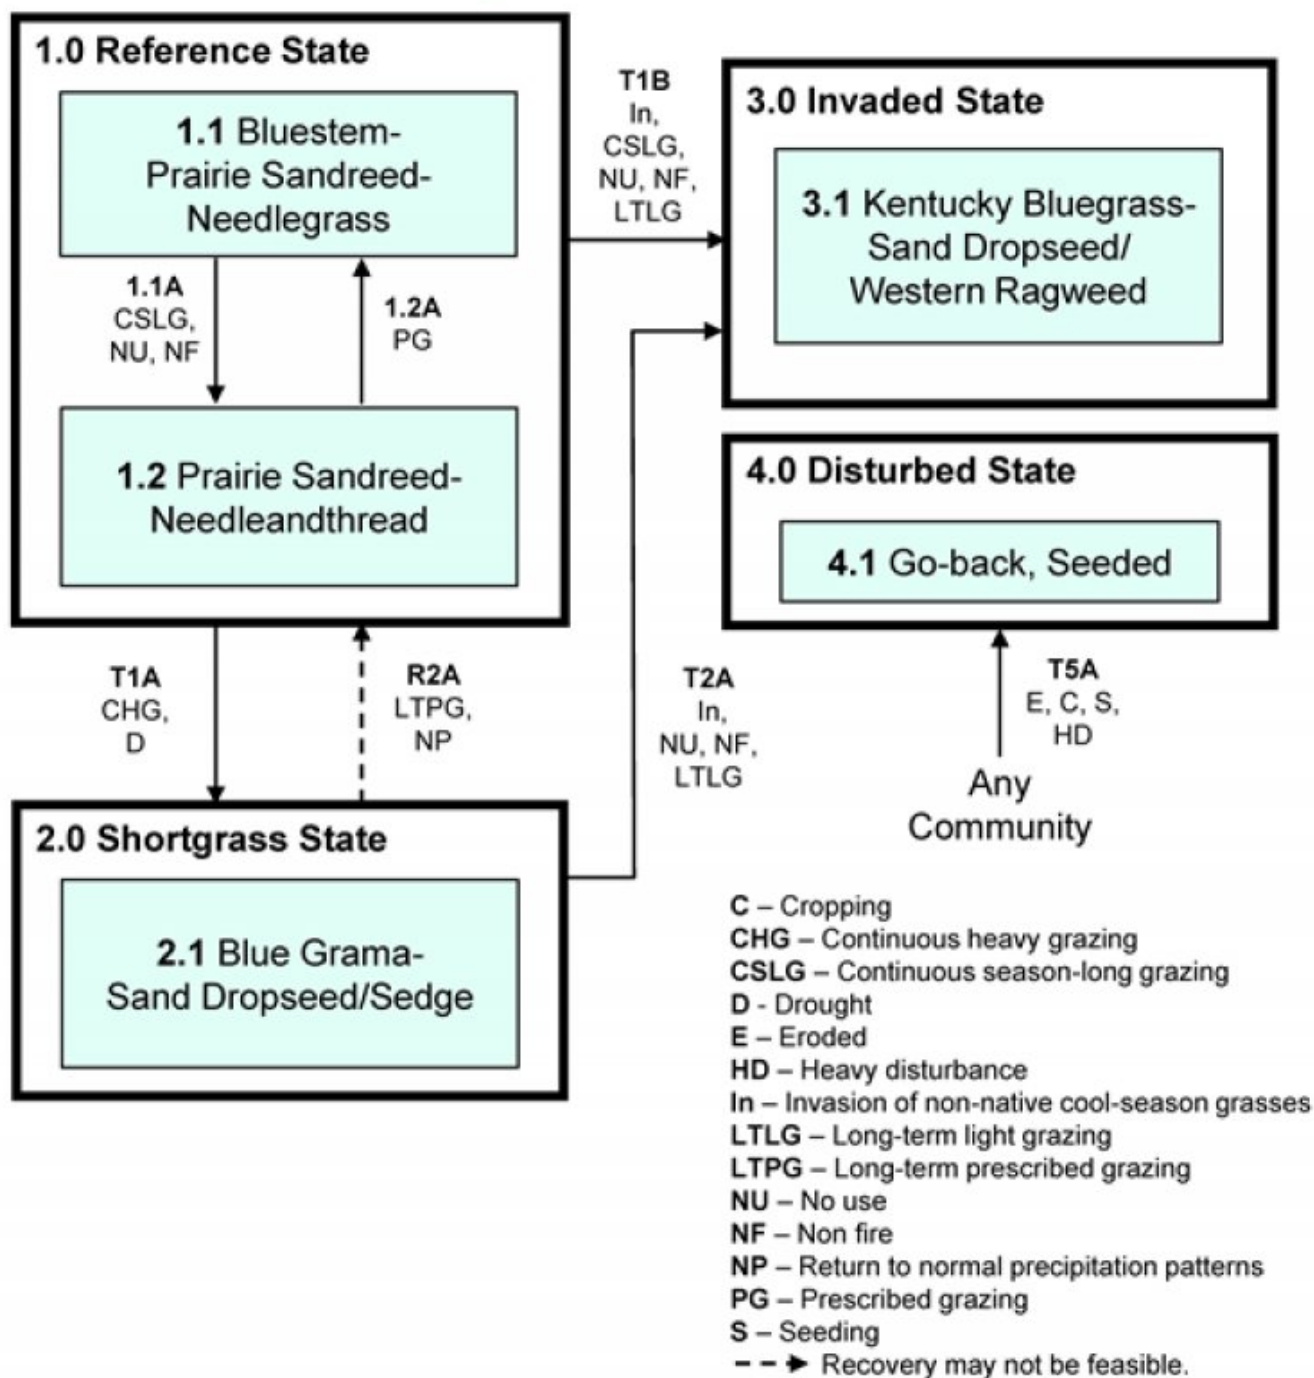 1.0 Reference State
1.1 Bluestem-
Prairie Sandreed-
Needlegrass
1.1A
CSLG,
NU, NF
1.2A
PG
1.2 Prairie Sandreed-
Needleandthread
T1A
CHG,
D
R2A
LTPG,
NP
2.0 Shortgrass State
2.1 Blue Grama-
Sand Dropseed/Sedge
T1B
In,
CSLG,
NU, NF,
LTLG
T2A
In,
NU, NF,
LTLG
3.0 Invaded State
3.1 Kentucky Bluegrass-
Sand Dropseed/
Western Ragweed
4.0 Disturbed State
4.1 Go-back, Seeded
T5A
E, C, S,
HD
Any
Community
C – Cropping
CHG – Continuous heavy grazing
CSLG – Continuous season-long grazing
D - Drought
E – Eroded
HD – Heavy disturbance
In – Invasion of non-native cool-season grasses
LTLG – Long-term light grazing
LTPG – Long-term prescribed grazing
NU – No use
NF – Non fire
NP – Return to normal precipitation patterns
PG – Prescribed grazing
S – Seeding
Recovery may not be feasible.